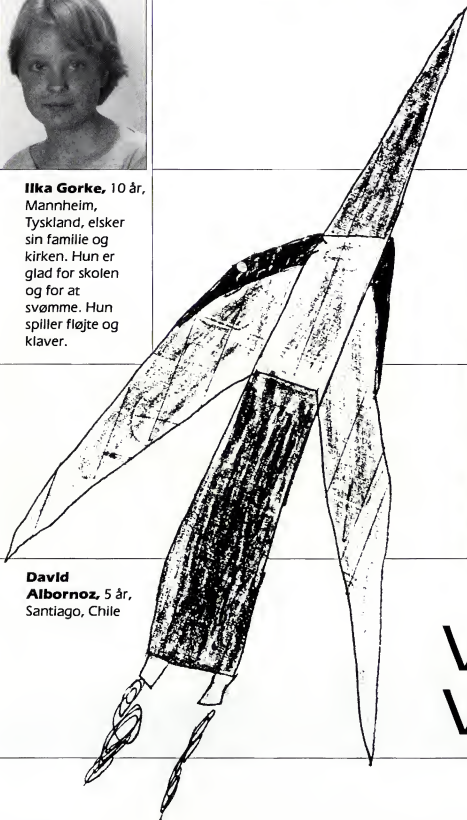 Ilka Gorke, 10 år,
Mannheim,
Tyskland, elsker
sin familie og
kirken. Hun er
glad for skolen
og for at
svømme. Hun
spiller fløjte og
klaver.
David
Albornoz, 5 år,
Santiago, Chile